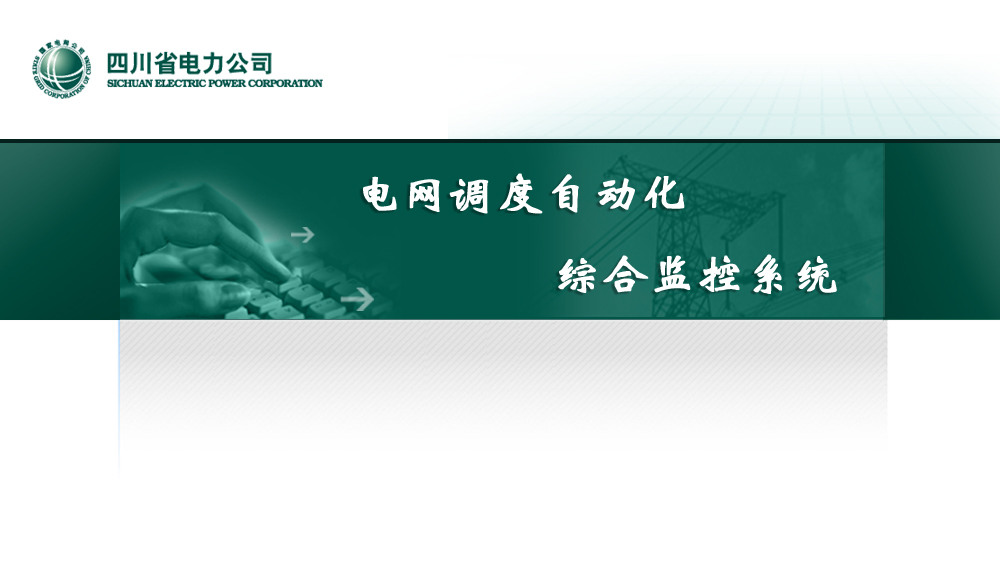 国家电网公司
STATE GRID CORPORATION OF CHINA
四川省电力公司
SICHUAN ELECTRIC POWER CORPORATION
电网调度自动化
综合监控系统